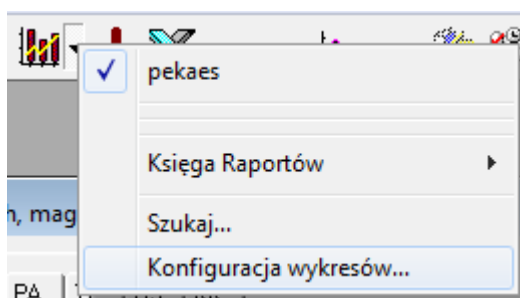 pekaes
Księga Raportów
h, mag
Szukaj...
Konfiguracja wykresów...
PA